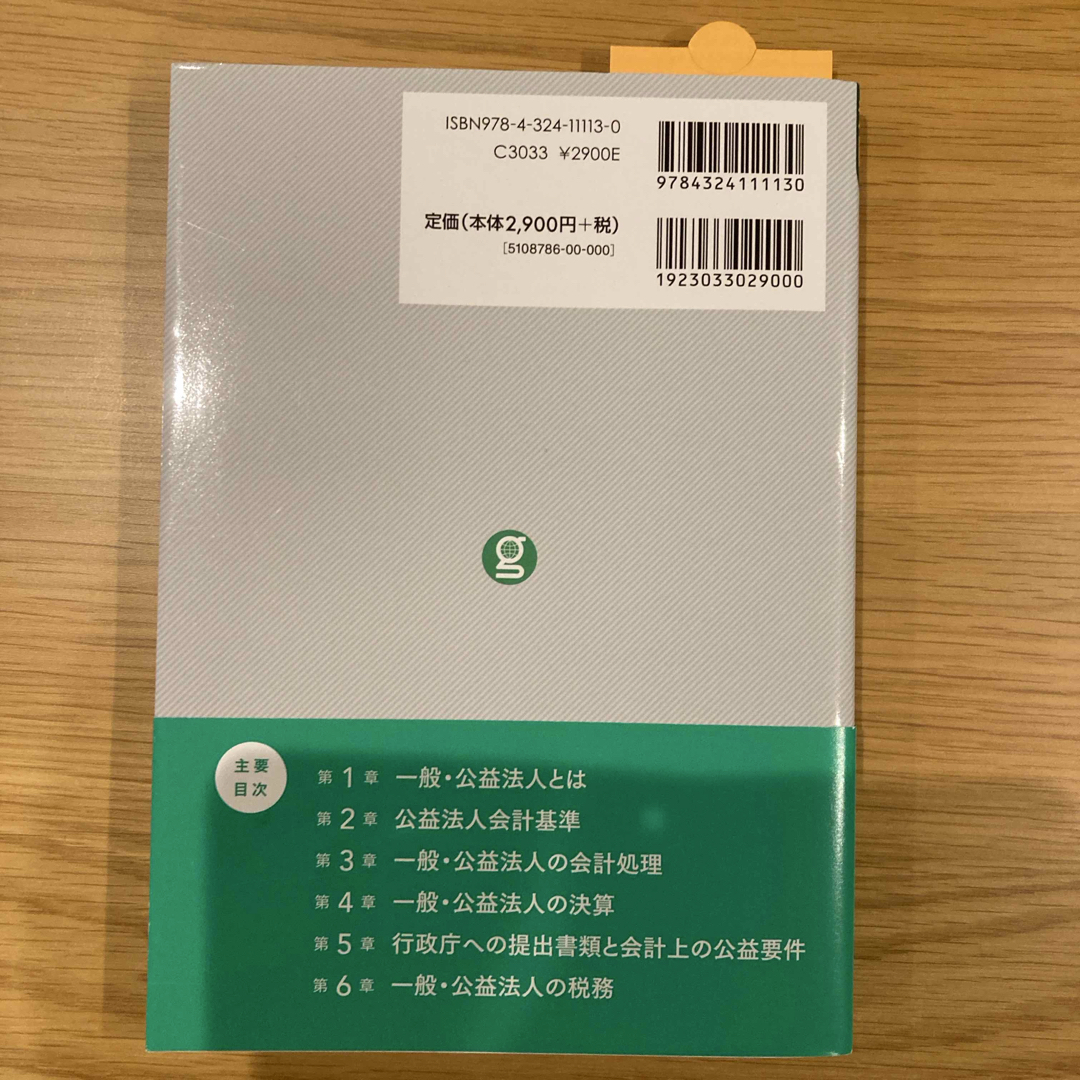 ISBN978-4-324-11113-0
C3033 ¥2900E
9784324111130
定価(本体2,900円+税)
[5108786-00-000]
1923033029000
g
主要
目次
第1章 一般・公益法人とは
第2章 公益法人会計基準
第3章 一般・公益法人の会計処理
第4章 一般・公益法人の決算
第5章 行政庁への提出書類と会計上の公益要件
第6章 一般・公益法人の税務